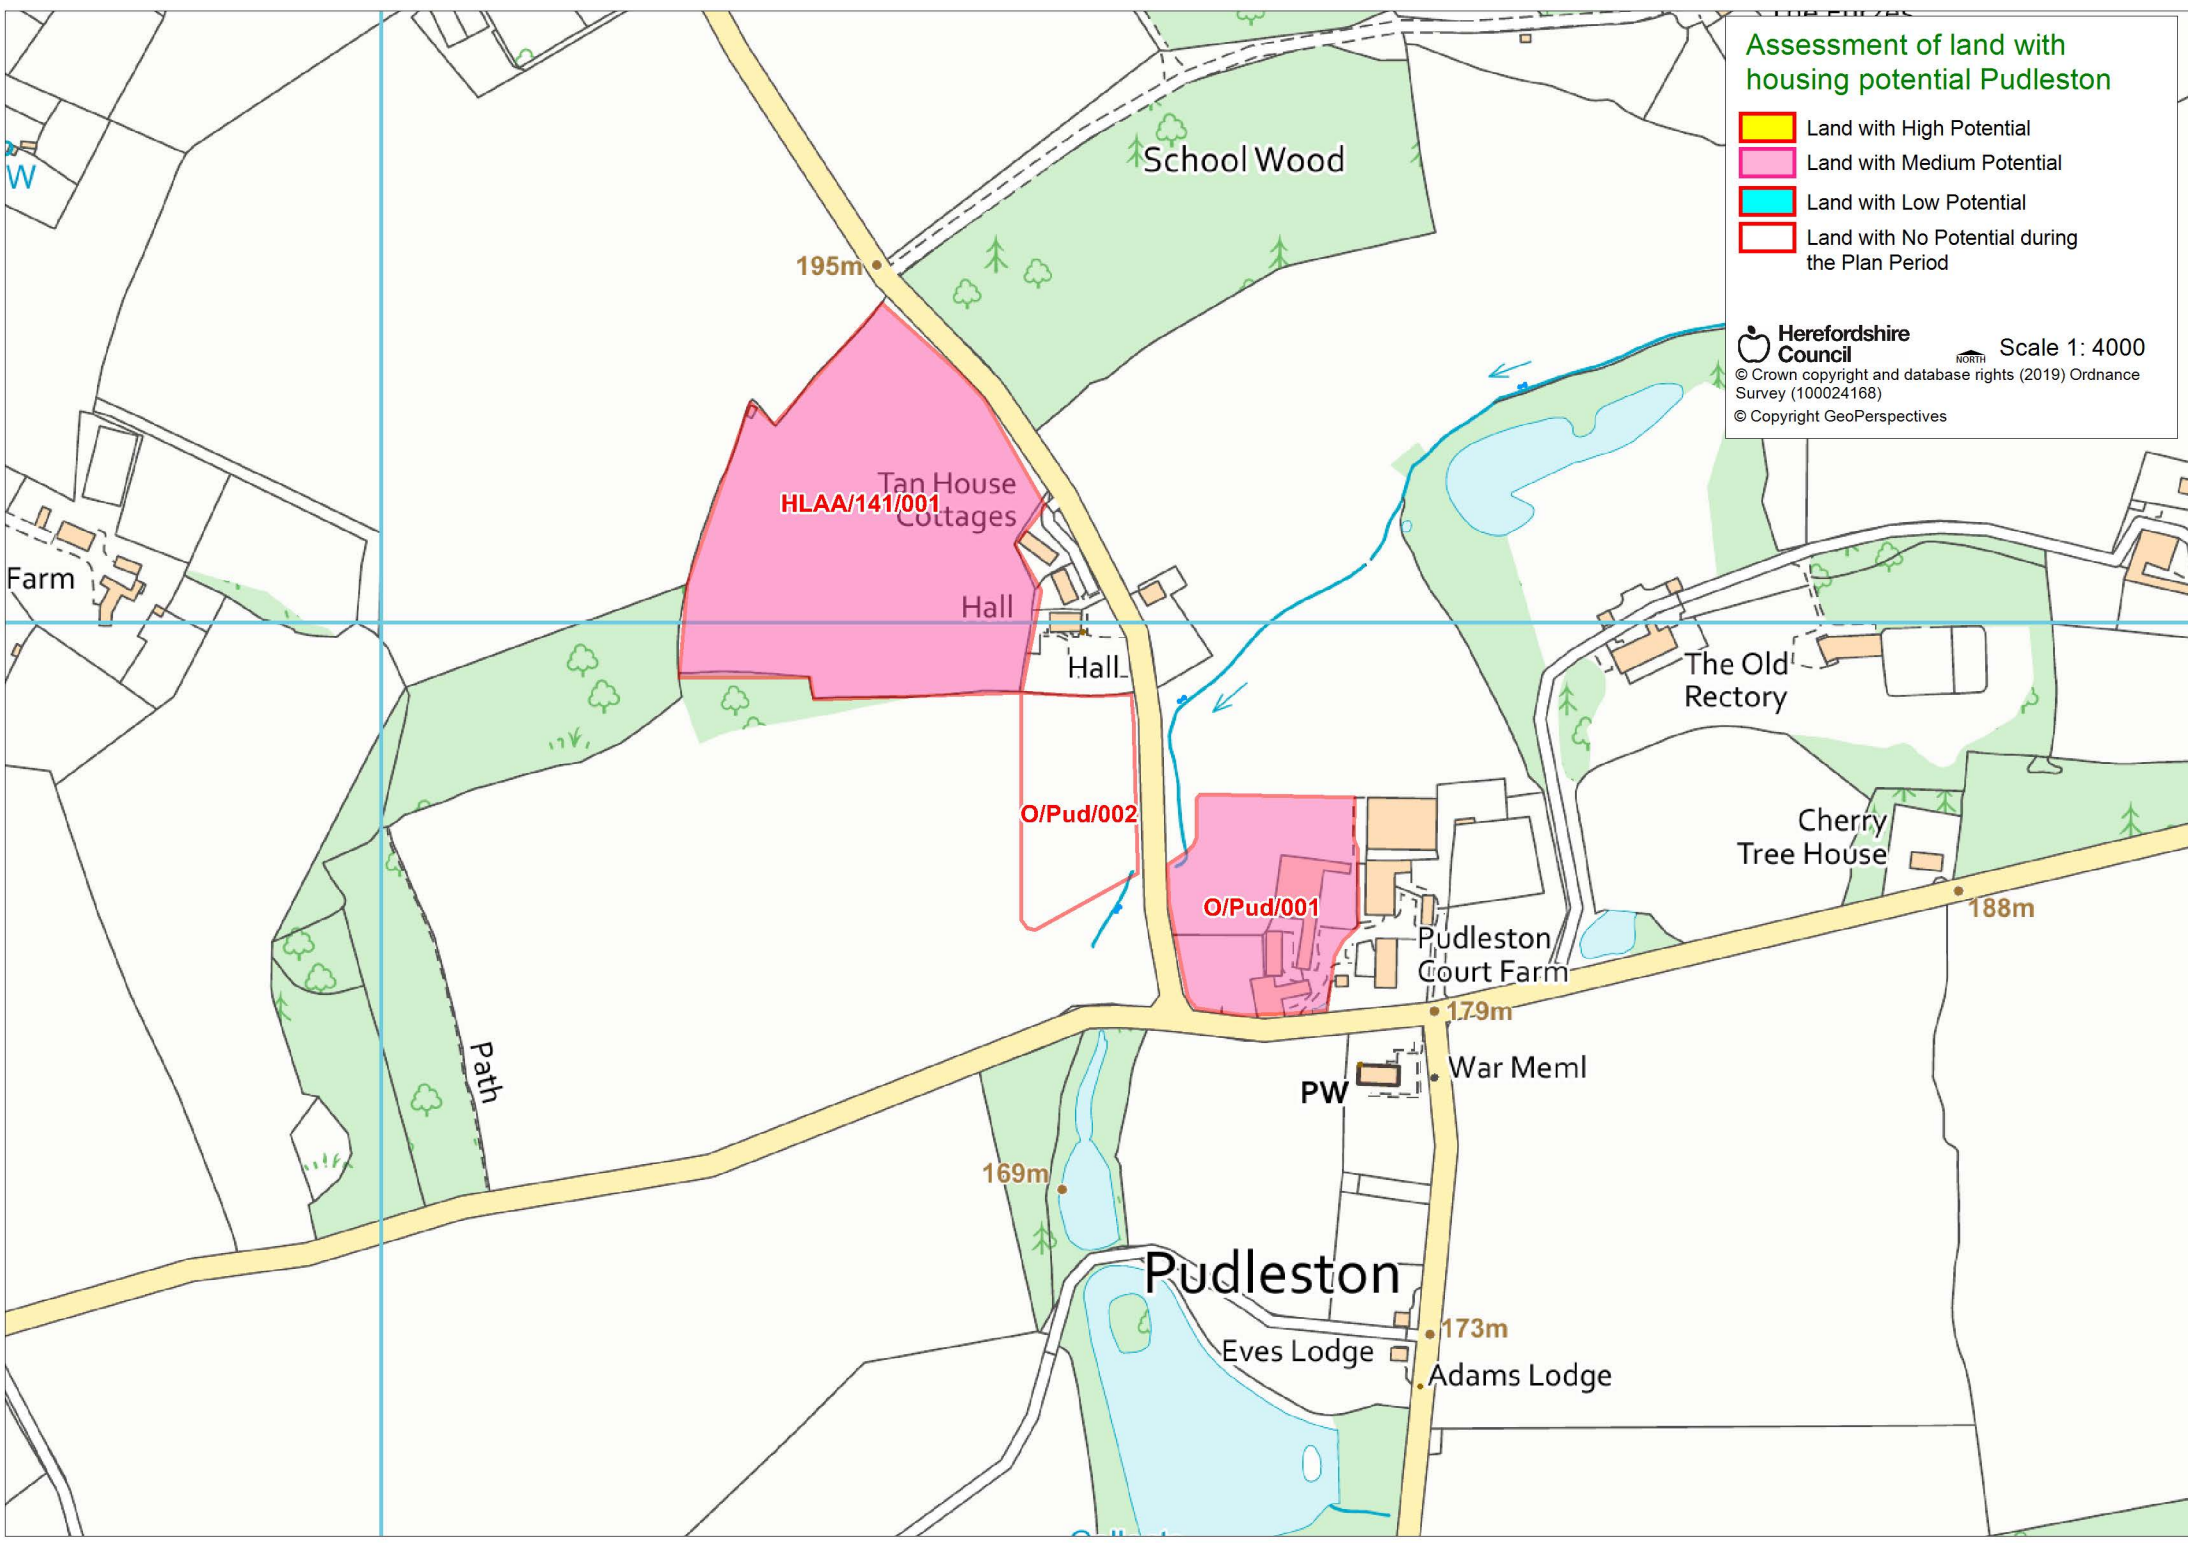 Assessment of land with
housing potential Pudleston
Land with High Potential
Land with Medium Potential
Land with Low Potential
Land with No Potential during
the Plan Period
Herefordshire
Council
NORTH
Scale 1: 4000
© Crown copyright and database rights (2019) Ordnance
Survey (100024168)
© Copyright GeoPerspectives
W
School Wood
195m
Tan House
Cottages
HLAA/141/001
Farm
Hall
Hall
The Old
Rectory
O/Pud/002
Cherry
Tree House
O/Pud/001
188m
Pudleston
Court Farm
179m
Path
War Meml
PW
169m
Pudleston
173m
Eves Lodge
Adams Lodge